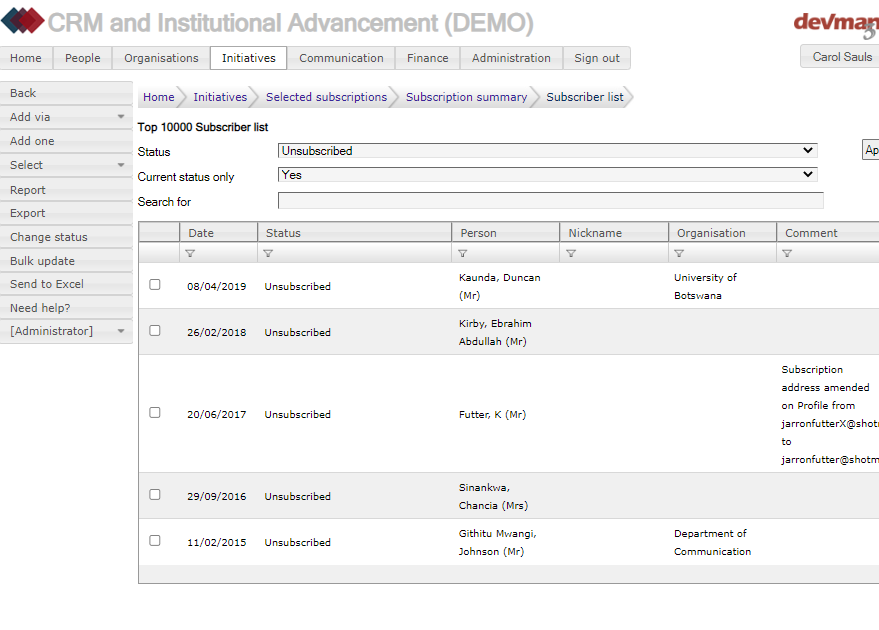 CRM and Institutional Advancement (DEMO)
devman
3
Home People Organisations Initiatives Communication Finance Administration Sign out
Carol Sauls
Back
Add via
Add one
Select
Report
Export
Change status
Bulk update
Send to Excel
Need help?
[Administrator]
Home Initiatives Selected subscriptions Subscription summary Subscriber list
Top 10000 Subscriber list
Status Unsubscribed
Ap
Current status only Yes
Search for
Date Status Person Nickname Organisation Comment
08/04/2019 Unsubscribed Kaunda, Duncan (Mr) University of Botswana
26/02/2018 Unsubscribed Kirby, Ebrahim Abdullah (Mr)
20/06/2017 Unsubscribed Futter, K (Mr)
Subscription
address amended
on Profile from
jarronfutterX@shot
to
jarronfutter@shotm
29/09/2016 Unsubscribed Sinankwa, Chancia (Mrs)
11/02/2015 Unsubscribed Githitu Mwangi, Johnson (Mr) Department of Communication